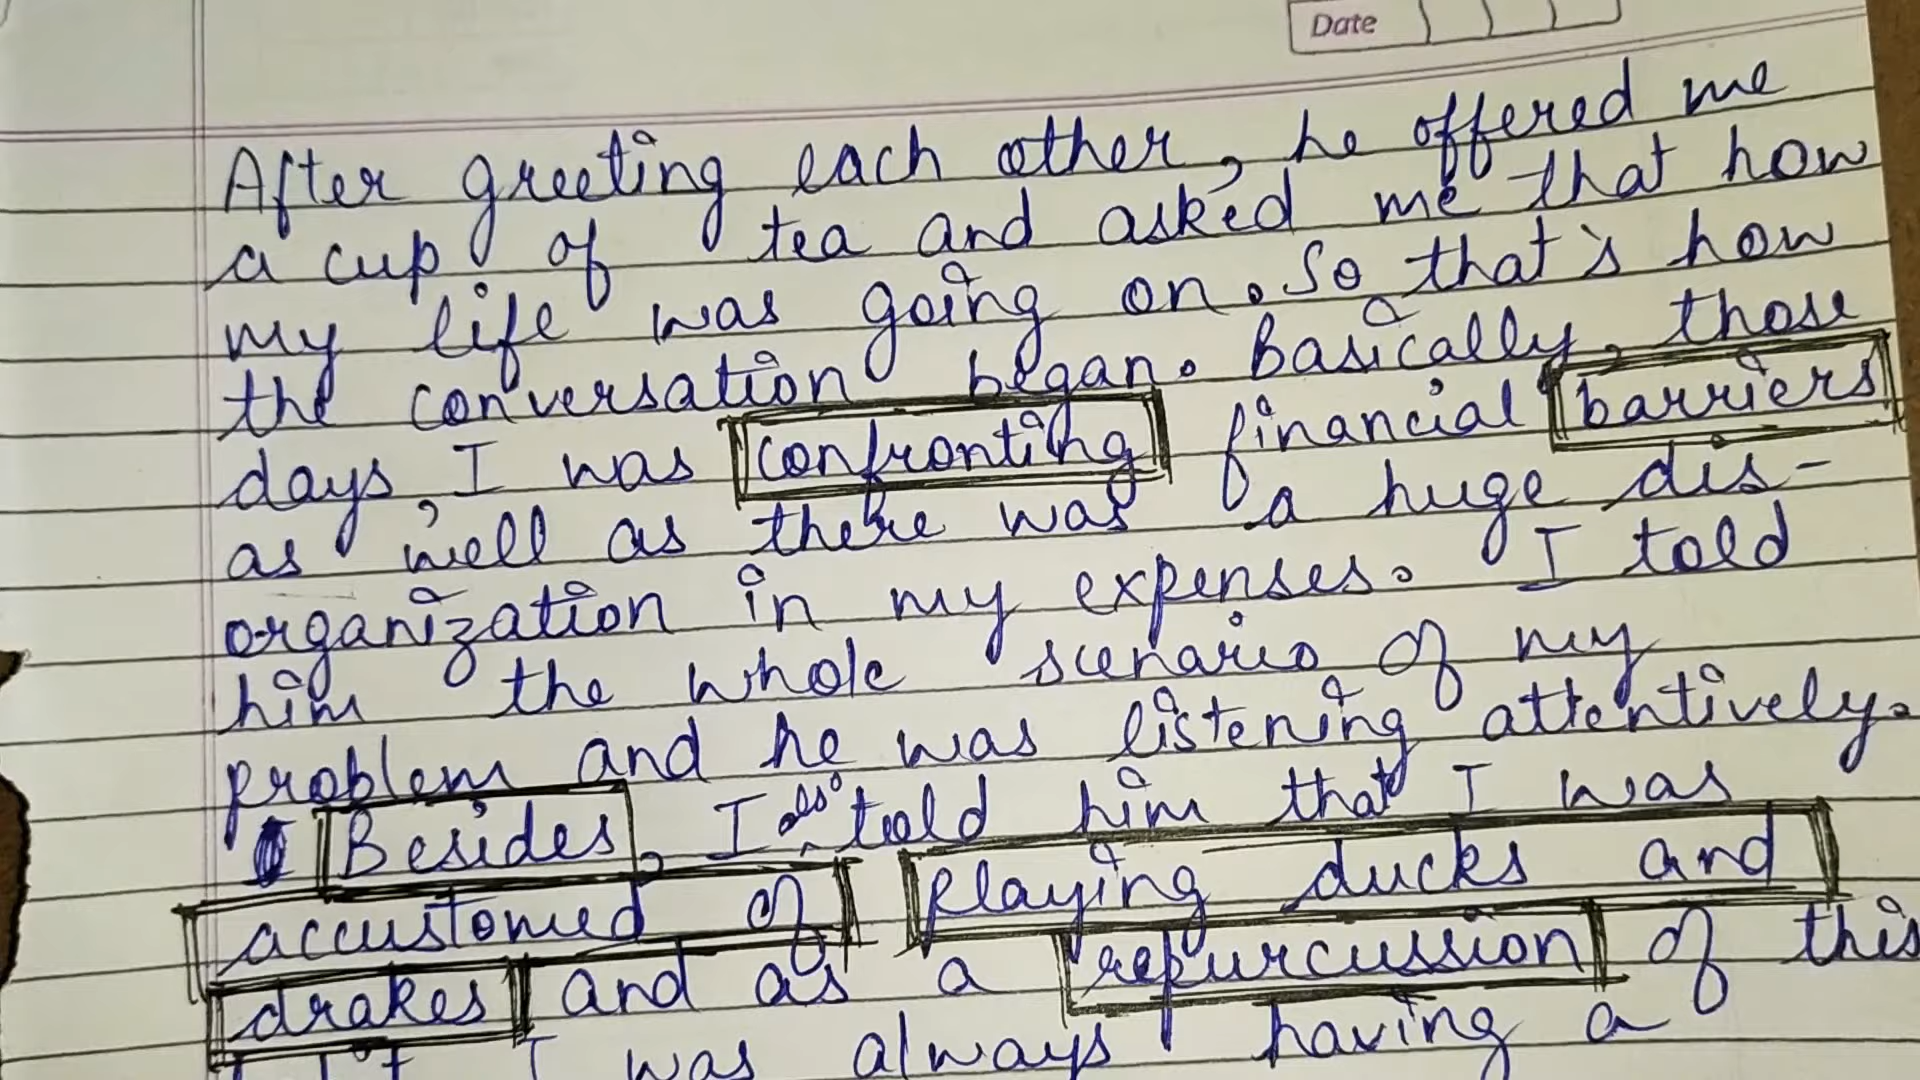 Date
After greeting each other, he offered me
a cup of tea and asked me that how
my life was going on. So that's how
the conversation began. Basically, those
days, I was confronting financial barriers
as well as there was a huge dis-
organization in my expenses. I told
him the whole scenario of my
problem and he was listening attentively.
Besides, I also told him that I was
accustomed of playing ducks and
drakes and as a repurcussion of this
I was always having a